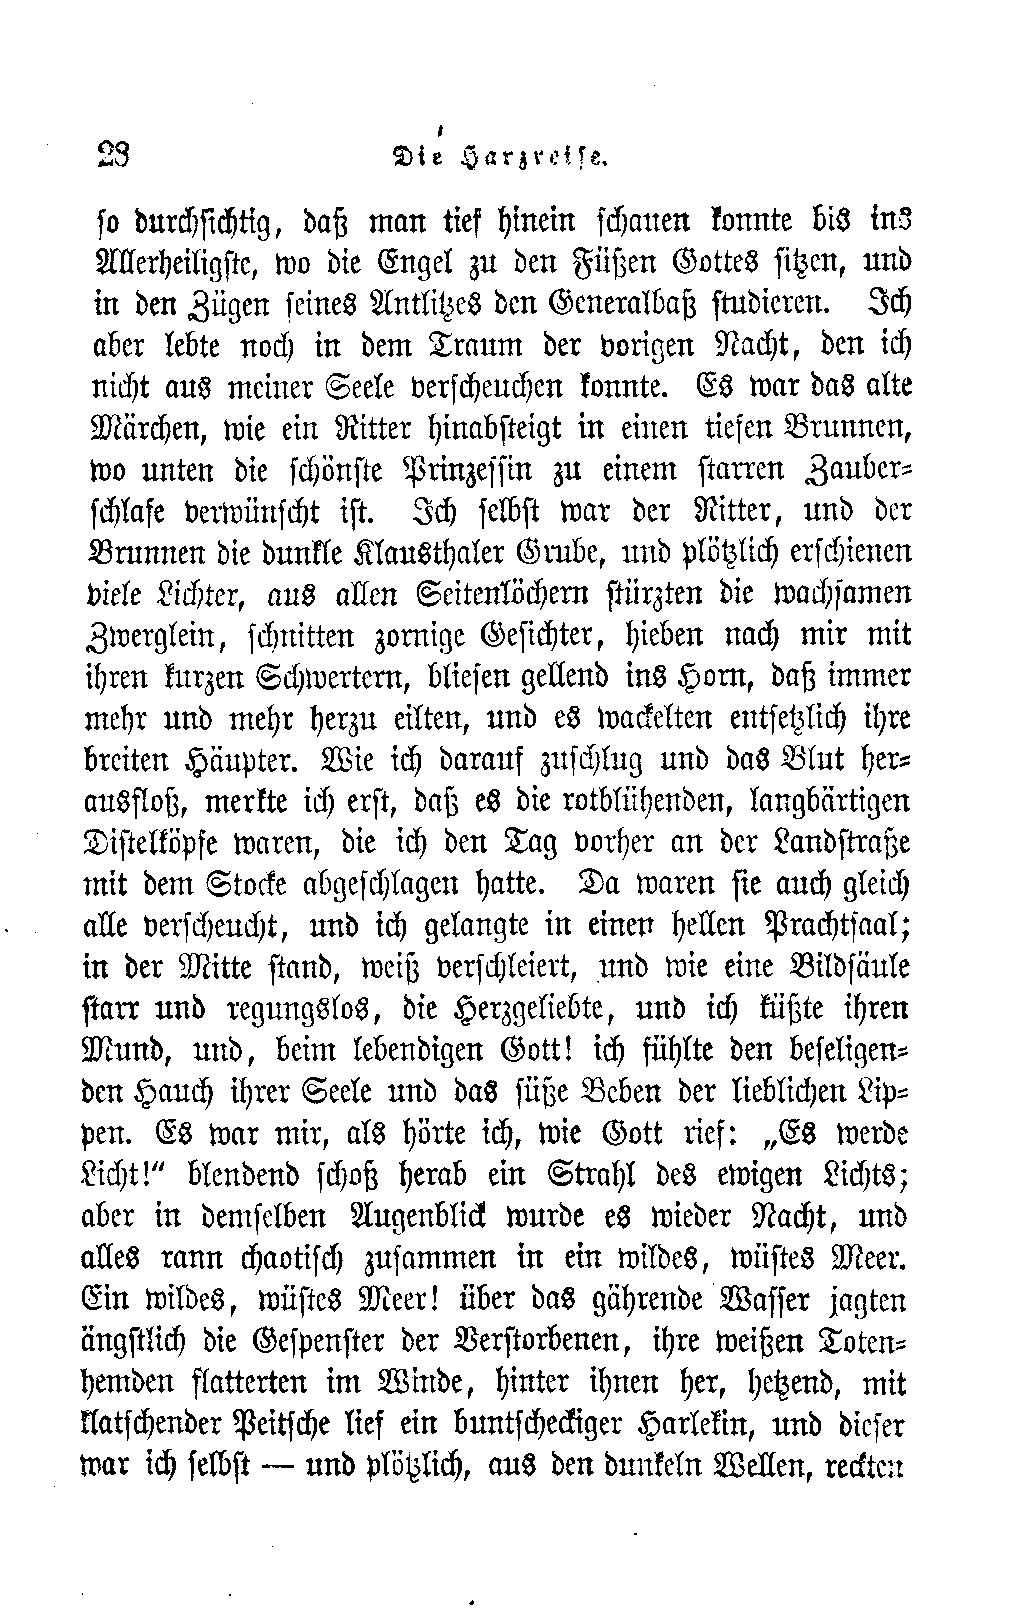 28 Die Harzreise.
so durchsichtig, daß man tief hinein schauen konnte bis ins
Allerheiligste, wo die Engel zu den Füßen Gottes sitzen, und
in den Zügen seines Antlitzes den Generalbaß studieren. Ich
aber lebte noch in dem Traum der vorigen Nacht, den ich
nicht aus meiner Seele verscheuchen konnte. Es war das alte
Märchen, wie ein Ritter hinabsteigt in einen tiefen Brunnen,
wo unten die schönste Prinzessin zu einem starren Zauber-
schlafe verwünscht ist. Ich selbst war der Ritter, und der
Brunnen die dunkle Klausthaler Grube, und plötzlich erschienen
viele Lichter, aus allen Seitenlöchern stürzten die wachsamen
Zwerglein, schnitten zornige Gesichter, hieben nach mir mit
ihren kurzen Schwertern, bliesen gellend ins Horn, daß immer
mehr und mehr herzu eilten, und es wackelten entsetzlich ihre
breiten Häupter. Wie ich darauf zuschlug und das Blut her-
ausfloß, merkte ich erst, daß es die rotblühenden, langbärtigen
Distelköpfe waren, die ich den Tag vorher an der Landstraße
mit dem Stocke abgeschlagen hatte. Da waren sie auch gleich
alle verscheucht, und ich gelangte in einen hellen Prachtsaal;
in der Mitte stand, weiß verschleiert, und wie eine Bildsäule
starr und regungslos, die Herzgeliebte, und ich küßte ihren
Mund, und, beim lebendigen Gott! ich fühlte den beseligen-
den Hauch ihrer Seele und das süße Beben der lieblichen Lip-
pen. Es war mir, als hörte ich, wie Gott rief: „Es werde
Licht!“ blendend schoß herab ein Strahl des ewigen Lichts;
aber in demselben Augenblick wurde es wieder Nacht, und
alles rann chaotisch zusammen in ein wildes, wüstes Meer.
Ein wildes, wüstes Meer! über das gährende Wasser jagten
ängstlich die Gespenster der Verstorbenen, ihre weißen Toten-
hemden flatterten im Winde, hinter ihnen her, hetzend, mit
klatschender Peitsche lief ein buntscheckiger Harlekin, und dieser
war ich selbst — und plötzlich, aus den dunkeln Wellen, reckten